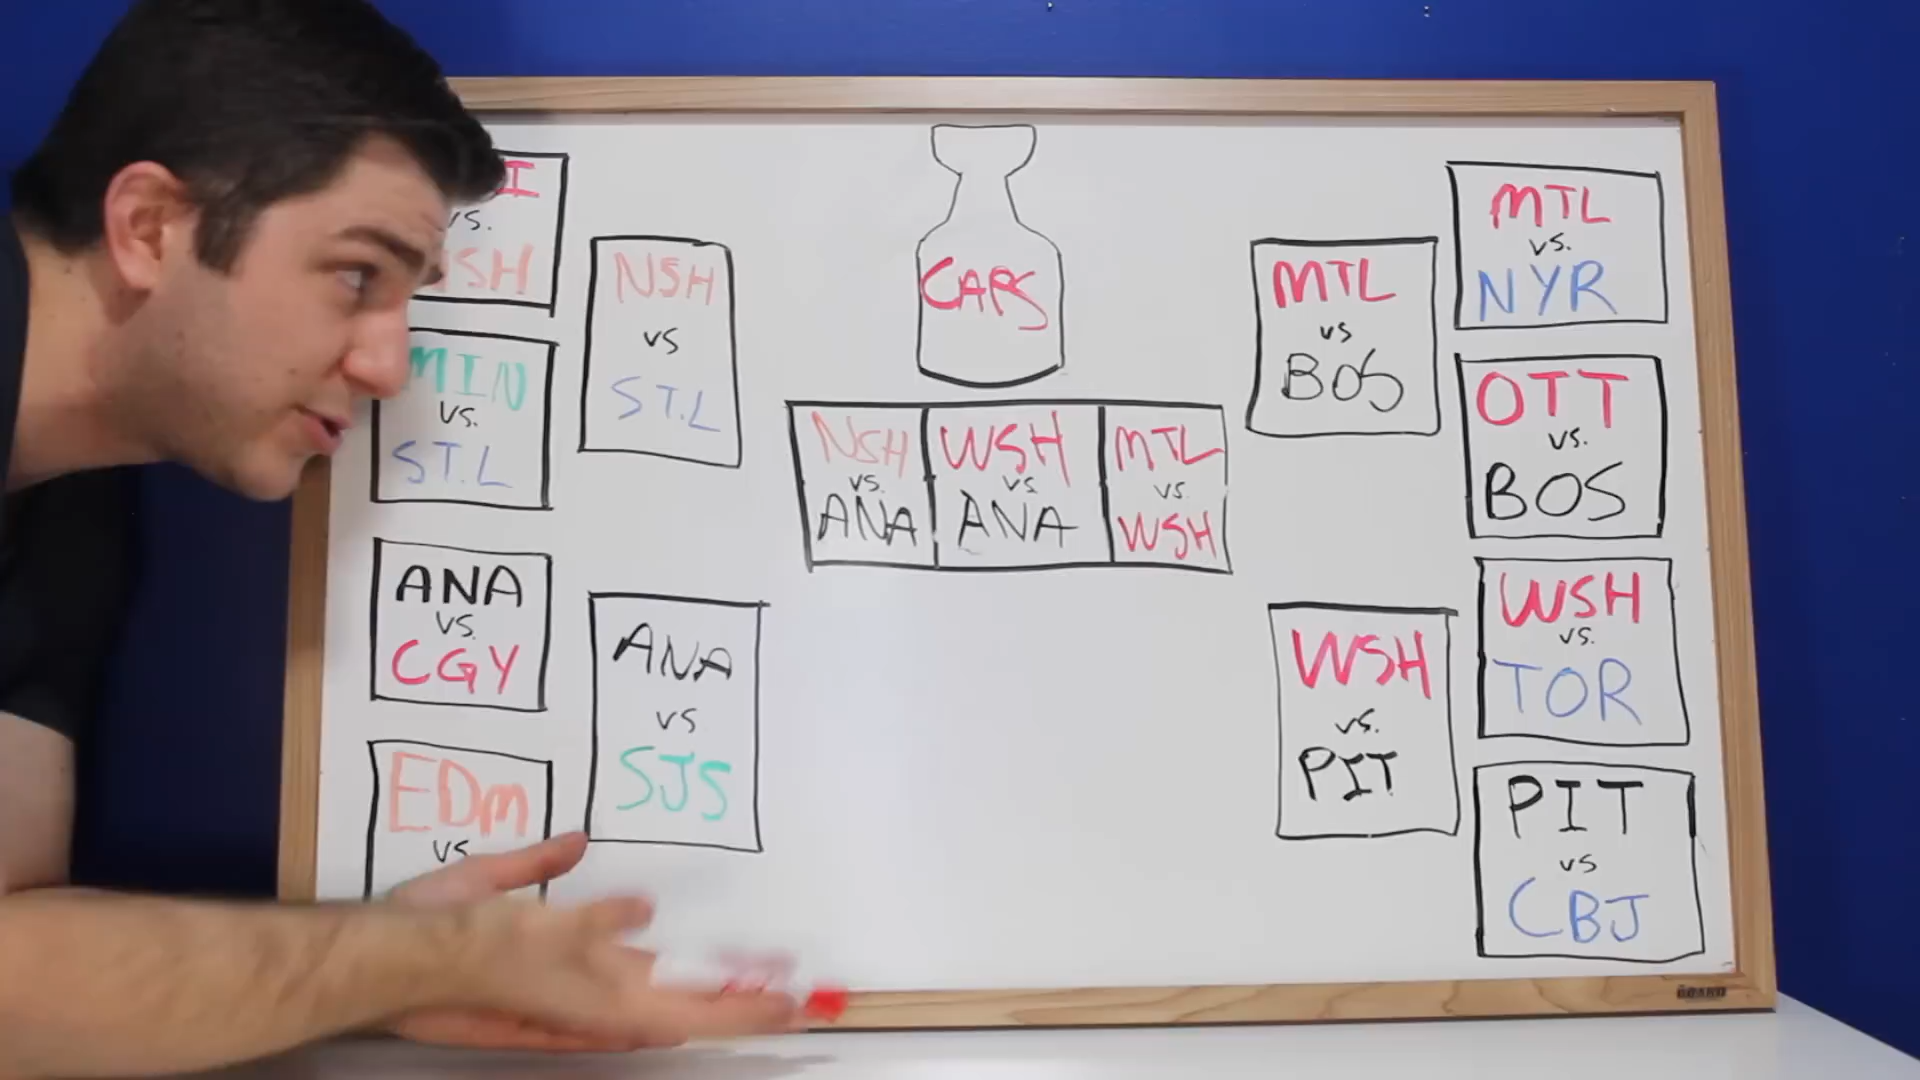 vs.
MIN
vs.
ST.L
ANA
vs.
CGY
EDm
vs.
NSH
vs
ST.L
ANA
vs
SJS
CAPS
NSH
vs.
ANA
WSH
vs
ANA
MTL
vs.
WSH
MTL
vs
BOS
WSH
vs.
PIT
MTL
vs.
NYR
OTT
vs.
BOS
WSH
vs.
TOR
PIT
vs
CBJ